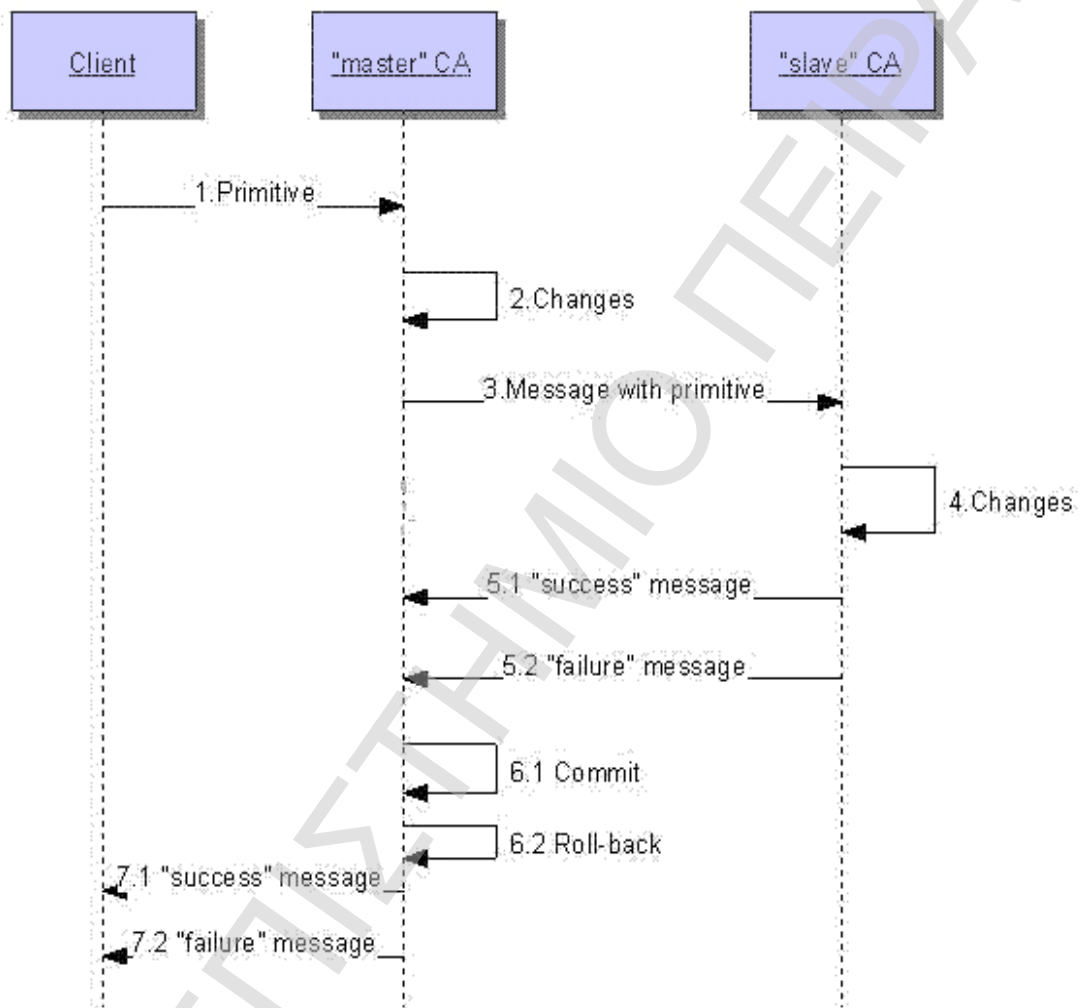 Client
"master" CA
"slave" CA
1.Primitive
2.Changes
3.Message with primitive
4.Changes
5.1 "success" message
5.2 "failure" message
6.1 Commit
6.2 Roll-back
7.1 "success" message
7.2 "failure" message
ΠΙΣΤΗΜΙΟ ΠΕΙΡΑ